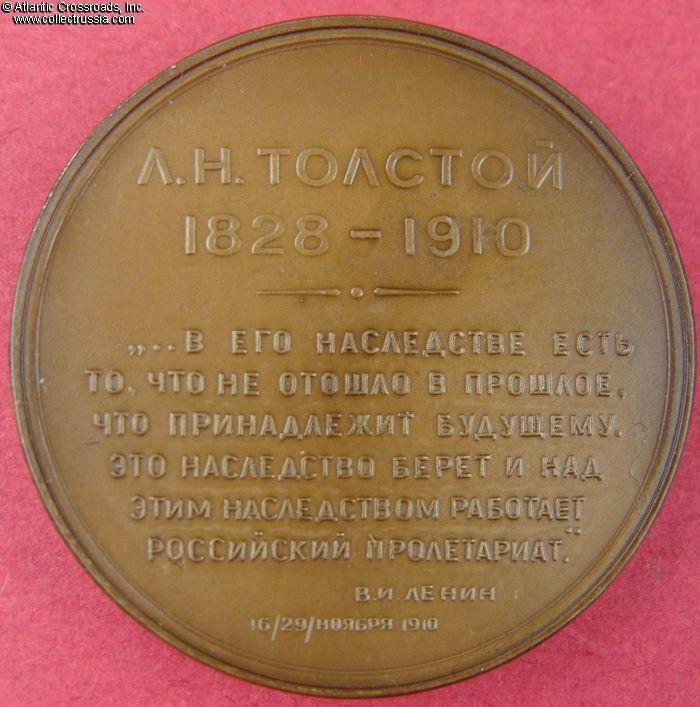 © Atlantic Crossroads, Inc.
www.collectrussia.com
Л.Н. ТОЛСТОЙ
1828 – 1910
„... В ЕГО НАСЛЕДСТВЕ ЕСТЬ
ТО, ЧТО НЕ ОТОШЛО В ПРОШЛОЕ,
ЧТО ПРИНАДЛЕЖИТ БУДУЩЕМУ.
ЭТО НАСЛЕДСТВО БЕРЕТ И НАД
ЭТИМ НАСЛЕДСТВОМ РАБОТАЕТ
РОССИЙСКИЙ ПРОЛЕТАРИАТ."
В.И. ЛЕНИН
16/29/НОЯБРЯ 1910